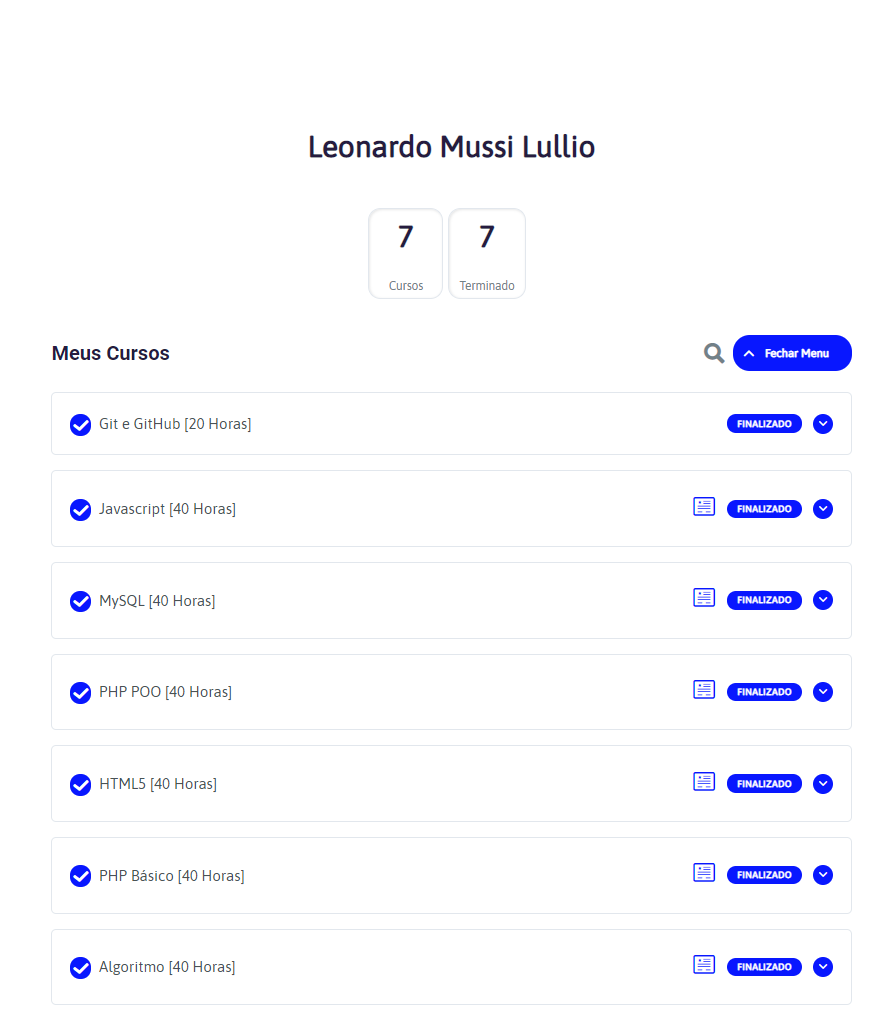 Leonardo Mussi Lullio
7 7
Cursos Terminado
Meus Cursos Fechar Menu
Git e GitHub [20 Horas] FINALIZADO
Javascript [40 Horas] FINALIZADO
MySQL [40 Horas] FINALIZADO
PHP POO [40 Horas] FINALIZADO
HTML5 [40 Horas] FINALIZADO
PHP Básico [40 Horas] FINALIZADO
Algoritmo [40 Horas] FINALIZADO